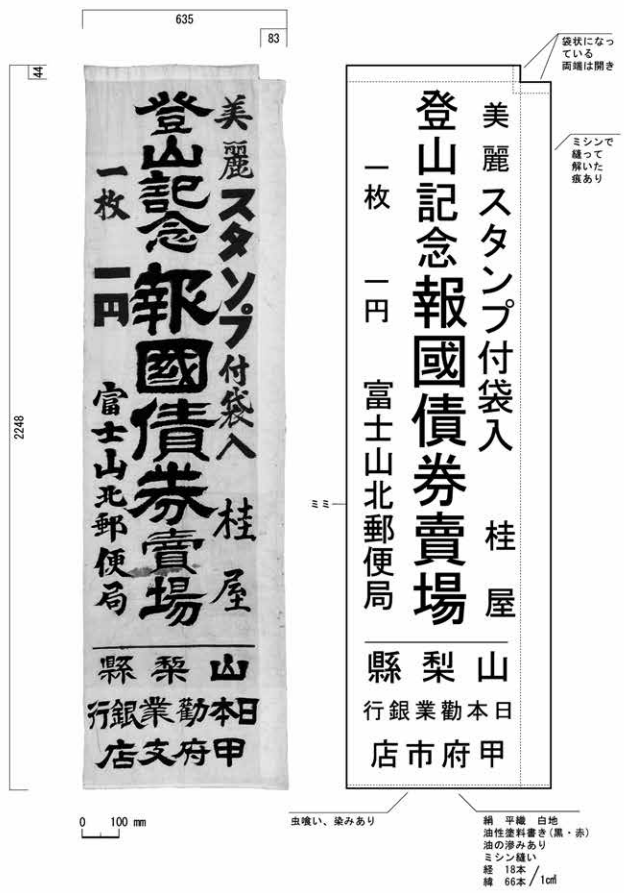 635
83
44
2248
美麗スタンプ付袋入 桂屋
登山記念報國債券賣場
一枚 一円 富士山北郵便局
山梨縣
日本勸業銀行
甲府支店
0 100 mm
美麗スタンプ付袋入 桂屋
登山記念報國債券賣場
一枚 一円 富士山北郵便局
山梨縣
日本勸業銀行
甲府市店
袋状になっ
ている
両端は開き
ミシンで
縫って
解いた
痕あり
ミミ
虫喰い、染みあり
絹 平織 白地
油性塗料書き(黒・赤)
油の滲みあり
ミシン縫い
経 18本
緯 66本/1c㎡